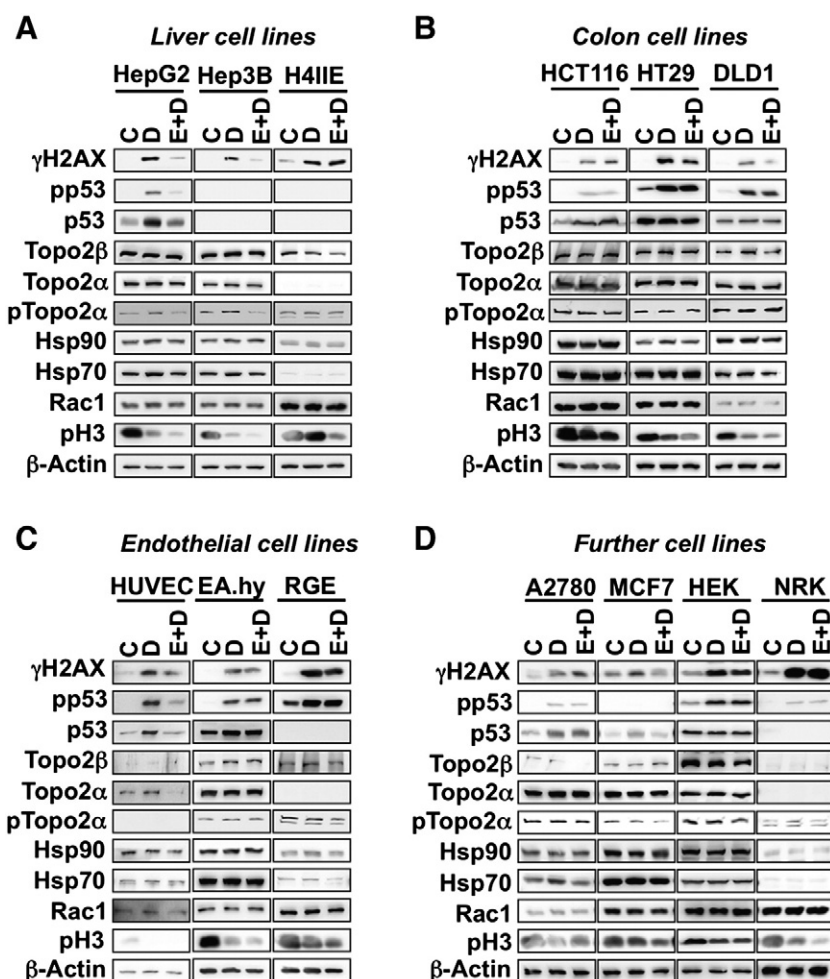 A
Liver cell lines
HepG2 Hep3B H4IIE
C D E+D C D E+D C D E+D
γH2AX
pp53
p53
Topo2β
Topo2α
pTopo2α
Hsp90
Hsp70
Rac1
pH3
β-Actin
B
Colon cell lines
HCT116 HT29 DLD1
C D E+D C D E+D C D E+D
γH2AX
pp53
p53
Topo2β
Topo2α
pTopo2α
Hsp90
Hsp70
Rac1
pH3
β-Actin
C
Endothelial cell lines
HUVEC EA.hy RGE
C D E+D C D E+D C D E+D
γH2AX
pp53
p53
Topo2β
Topo2α
pTopo2α
Hsp90
Hsp70
Rac1
pH3
β-Actin
D
Further cell lines
A2780 MCF7 HEK NRK
C D E+D C D E+D C D E+D C D E+D
γH2AX
pp53
p53
Topo2β
Topo2α
pTopo2α
Hsp90
Hsp70
Rac1
pH3
β-Actin